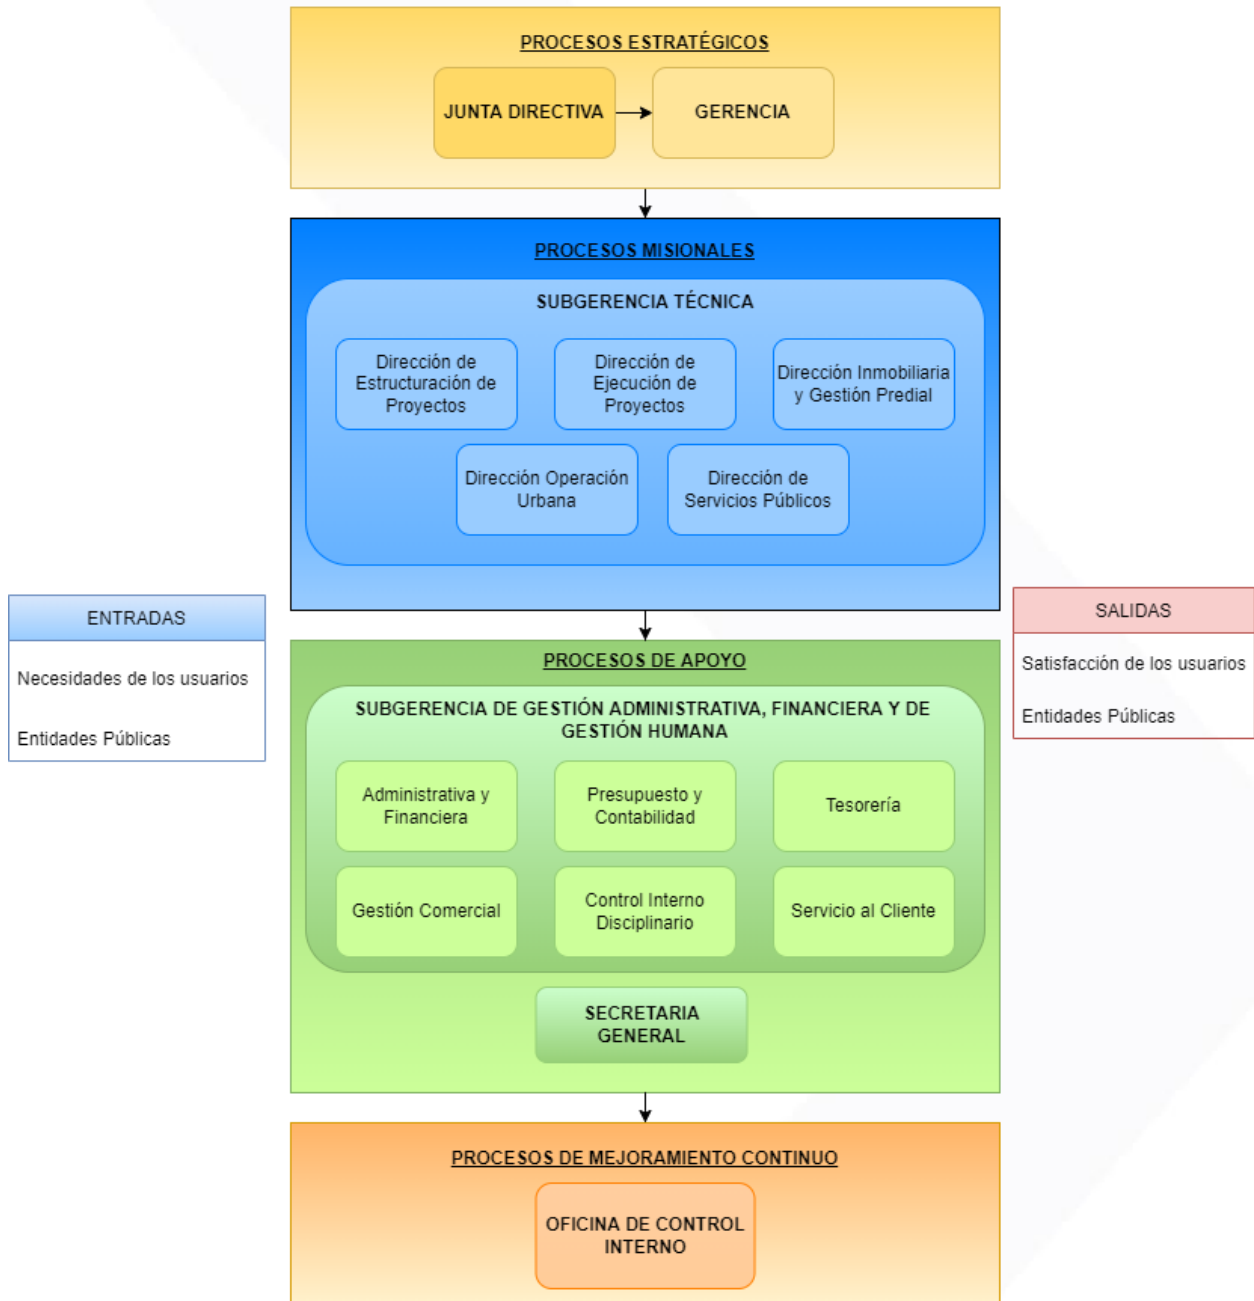 PROCESOS ESTRATÉGICOS
JUNTA DIRECTIVA
GERENCIA
PROCESOS MISIONALES
SUBGERENCIA TÉCNICA
Dirección de
Estructuración de
Proyectos
Dirección de
Ejecución de
Proyectos
Dirección Inmobiliaria
y Gestión Predial
Dirección Operación
Urbana
Dirección de
Servicios Públicos
ENTRADAS
Necesidades de los usuarios
Entidades Públicas
SALIDAS
Satisfacción de los usuarios
Entidades Públicas
PROCESOS DE APOYO
SUBGERENCIA DE GESTIÓN ADMINISTRATIVA, FINANCIERA Y DE
GESTIÓN HUMANA
Administrativa y
Financiera
Presupuesto y
Contabilidad
Tesorería
Gestión Comercial
Control Interno
Disciplinario
Servicio al Cliente
SECRETARIA
GENERAL
PROCESOS DE MEJORAMIENTO CONTINUO
OFICINA DE CONTROL
INTERNO